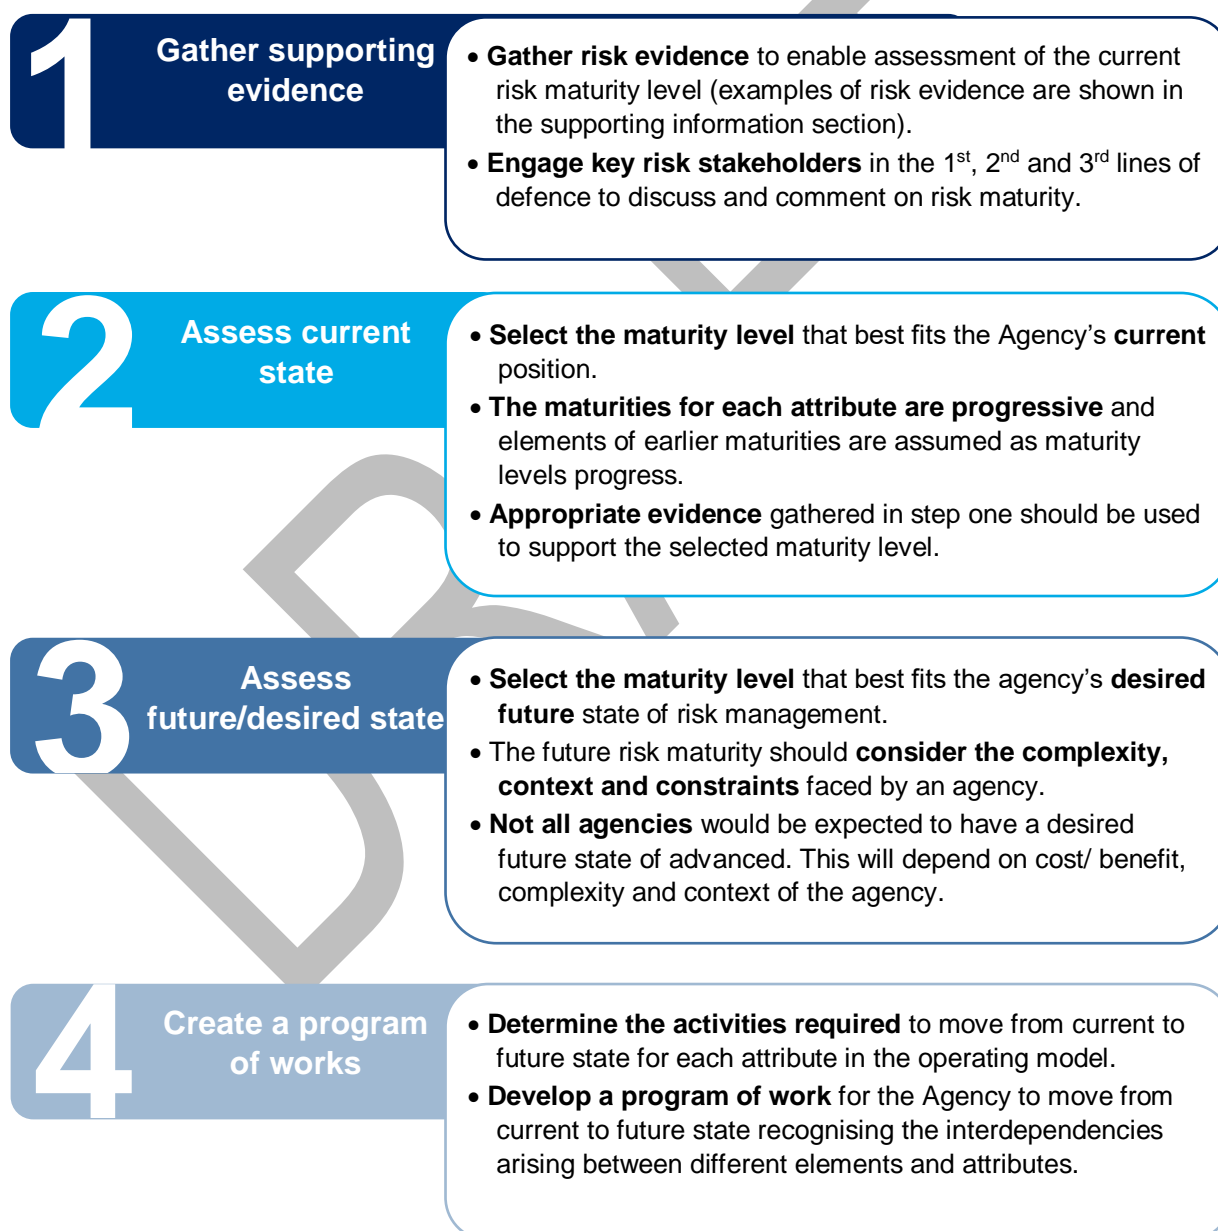 1
Gather supporting
evidence
• Gather risk evidence to enable assessment of the current
risk maturity level (examples of risk evidence are shown in
the supporting information section).
• Engage key risk stakeholders in the 1st, 2nd and 3rd lines of
defence to discuss and comment on risk maturity.
2
Assess current
state
• Select the maturity level that best fits the Agency’s current
position.
• The maturities for each attribute are progressive and
elements of earlier maturities are assumed as maturity
levels progress.
• Appropriate evidence gathered in step one should be used
to support the selected maturity level.
3
Assess
future/desired state
• Select the maturity level that best fits the agency’s desired
future state of risk management.
• The future risk maturity should consider the complexity,
context and constraints faced by an agency.
• Not all agencies would be expected to have a desired
future state of advanced. This will depend on cost/ benefit,
complexity and context of the agency.
4
Create a program
of works
• Determine the activities required to move from current to
future state for each attribute in the operating model.
• Develop a program of work for the Agency to move from
current to future state recognising the interdependencies
arising between different elements and attributes.